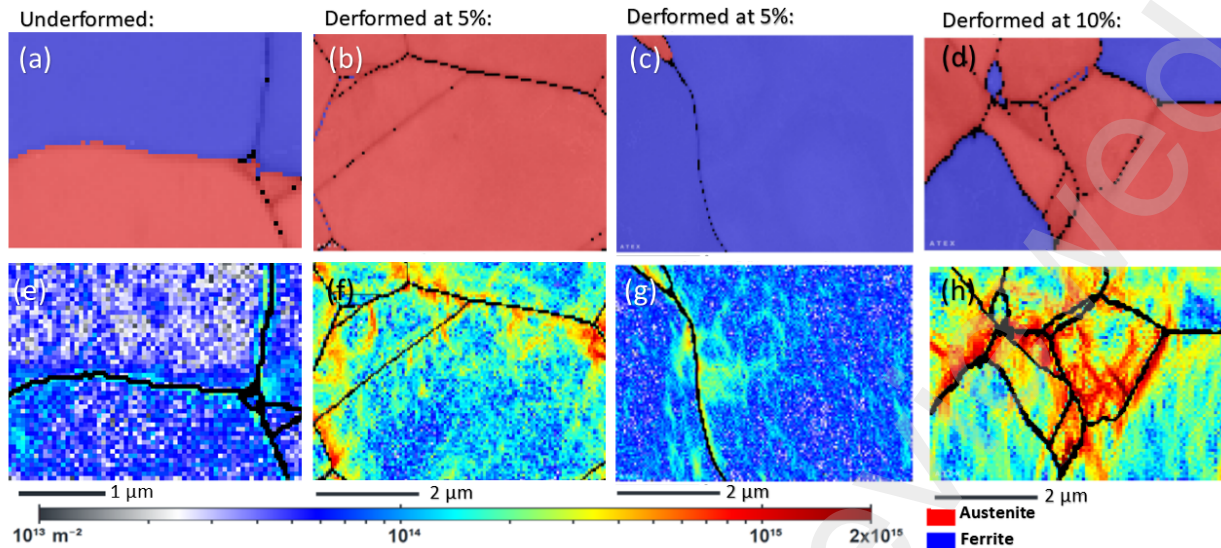 Underformed: Derformed at 5%: Derformed at 5%: Derformed at 10%:
(a) (b) (c) (d)
ATEX ATEX
(e) (f) (g) (h)
1 μm 2 μm 2 μm 2 μm
10¹³ m⁻² 10¹⁴ 10¹⁵ 2x10¹⁵
Austenite
Ferrite